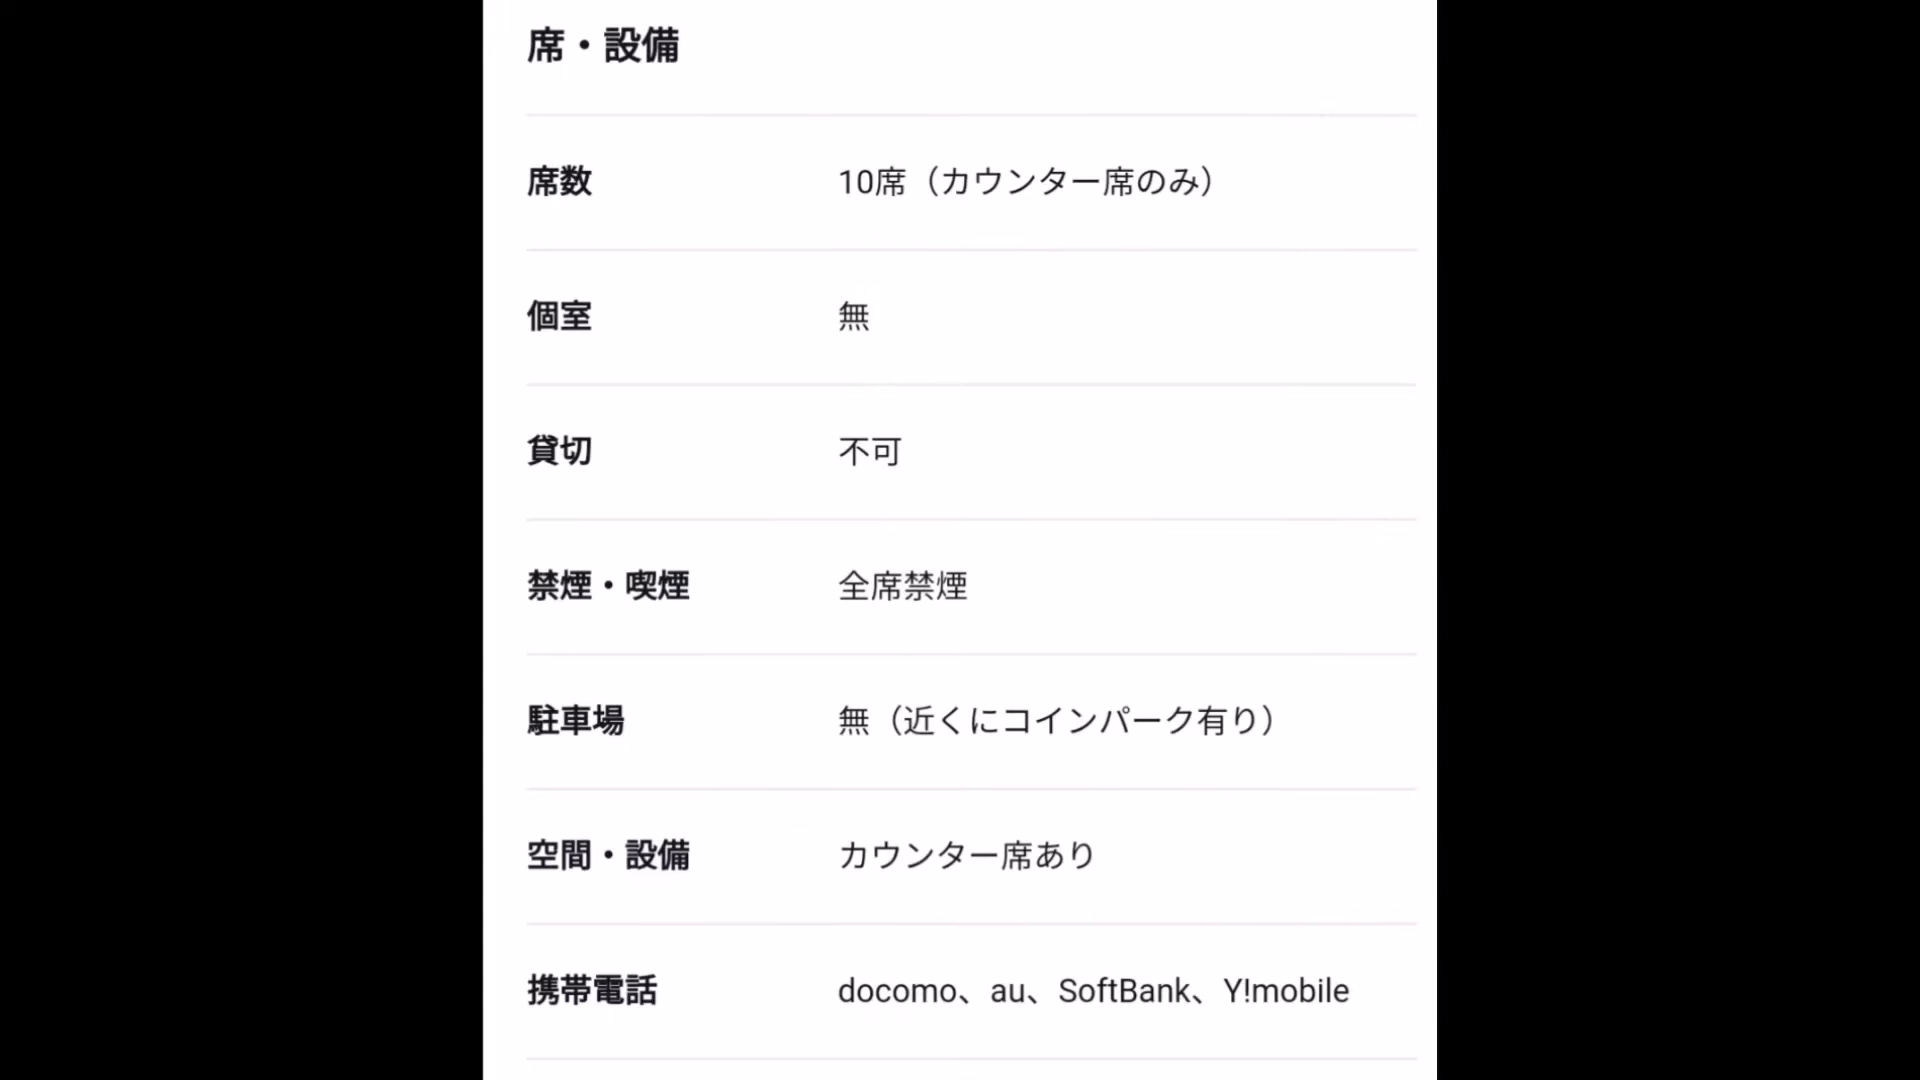 席・設備
席数 10席（カウンター席のみ）
個室 無
貸切 不可
禁煙・喫煙 全席禁煙
駐車場 無（近くにコインパーク有り）
空間・設備 カウンター席あり
携帯電話 docomo、au、SoftBank、Y!mobile